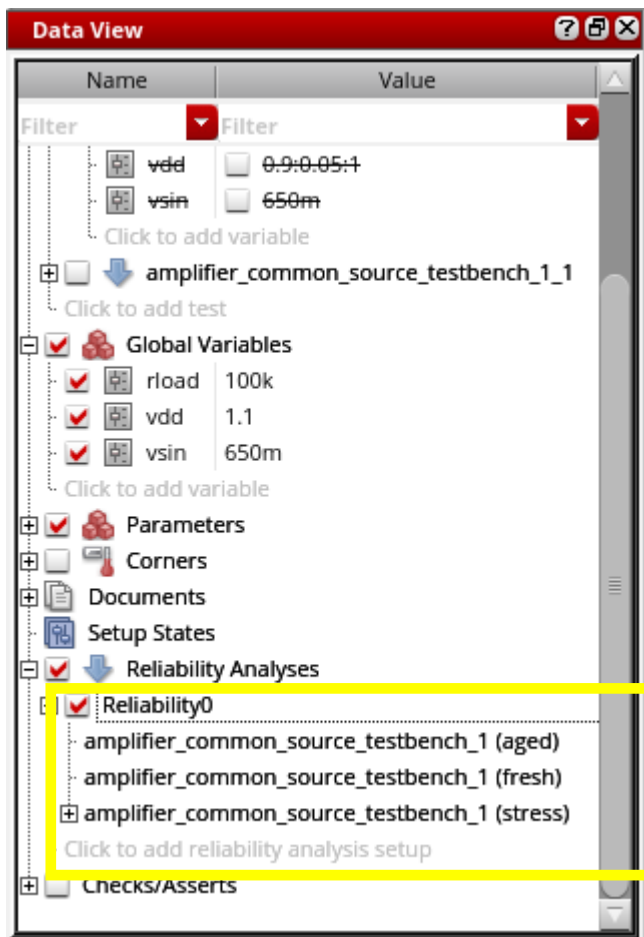 Data View
Name Value
Filter Filter
vdd 0.9:0.05:1
vsin 650m
Click to add variable
amplifier_common_source_testbench_1_1
Click to add test
Global Variables
rload 100k
vdd 1.1
vsin 650m
Click to add variable
Parameters
Corners
Documents
Setup States
Reliability Analyses
Reliability0
amplifier_common_source_testbench_1 (aged)
amplifier_common_source_testbench_1 (fresh)
amplifier_common_source_testbench_1 (stress)
Click to add reliability analysis setup
Checks/Asserts